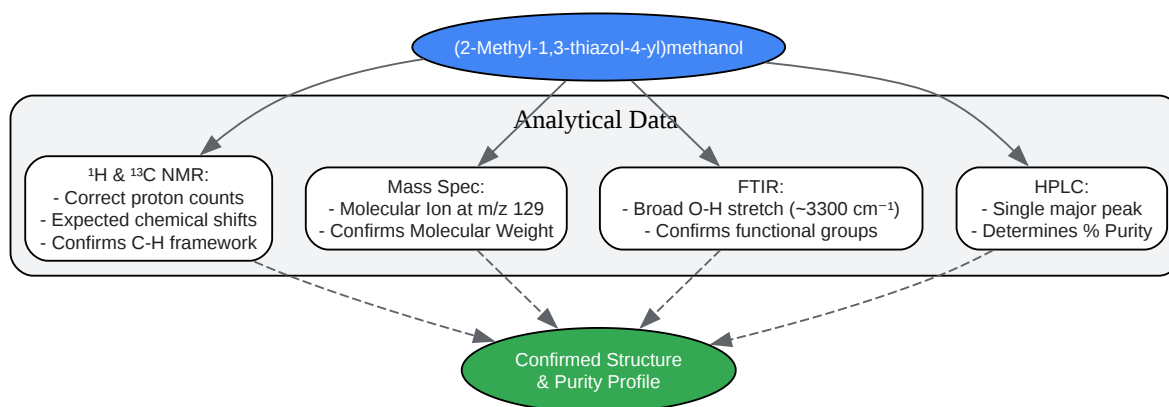 (2-Methyl-1,3-thiazol-4-yl)methanol
Analytical Data
¹H & ¹³C NMR:
- Correct proton counts
- Expected chemical shifts
- Confirms C-H framework
Mass Spec:
- Molecular Ion at m/z 129
- Confirms Molecular Weight
FTIR:
- Broad O-H stretch (~3300 cm⁻¹)
- Confirms functional groups
HPLC:
- Single major peak
- Determines % Purity
Confirmed Structure
& Purity Profile